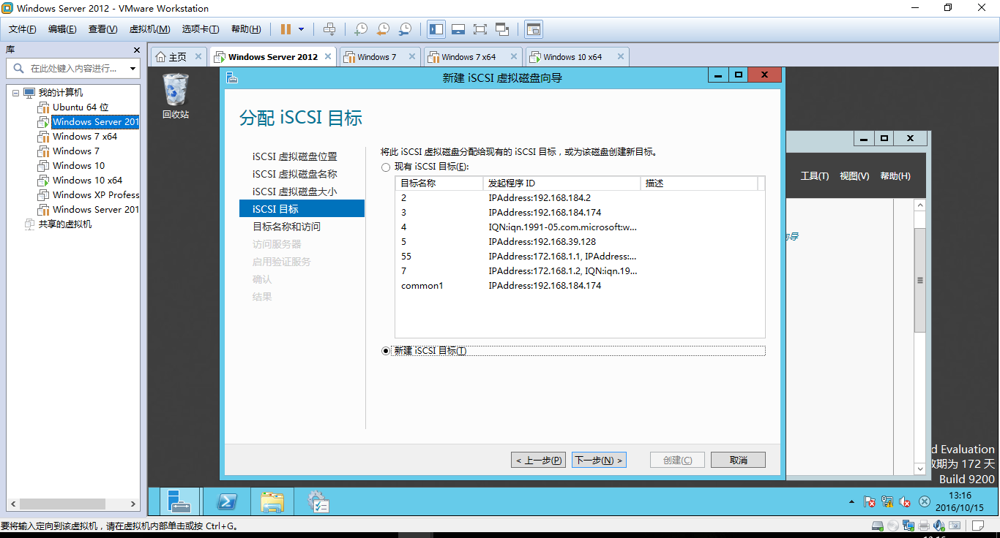 Windows Server 2012 - VMware Workstation
文件(F) 编辑(E) 查看(V) 虚拟机(M) 选项卡(T) 帮助(H)
库
在此处键入内容进行...
我的计算机
Ubuntu 64 位
Windows Server 201
Windows 7 x64
Windows 7
Windows 10
Windows 10 x64
Windows XP Profess
Windows Server 201
共享的虚拟机
主页 Windows Server 2012 Windows 7 Windows 7 x64 Windows 10 x64
回收站
新建 iSCSI 虚拟磁盘向导
分配 iSCSI 目标
iSCSI 虚拟磁盘位置
iSCSI 虚拟磁盘名称
iSCSI 虚拟磁盘大小
iSCSI 目标
目标名称和访问
访问服务器
启用验证服务
确认
结果
将此 iSCSI 虚拟磁盘分配给现有的 iSCSI 目标，或为该磁盘创建新目标。
现有 iSCSI 目标(E):
目标名称 发起程序 ID 描述
2 IPAddress:192.168.184.2
3 IPAddress:192.168.184.174
4 IQN:iqn.1991-05.com.microsoft:w...
5 IPAddress:192.168.39.128
55 IPAddress:172.168.1.1, IPAddress:...
7 IPAddress:172.168.1.2, IQN:iqn.19...
common1 IPAddress:192.168.184.174
新建 iSCSI 目标(T)
< 上一步(P) 下一步(N) > 创建(C) 取消
工具(T) 视图(V) 帮助(H)
向导
d Evaluation
效期为 172 天
Build 9200
13:16
2016/10/15
要将输入定向到该虚拟机，请在虚拟机内部单击或按 Ctrl+G。